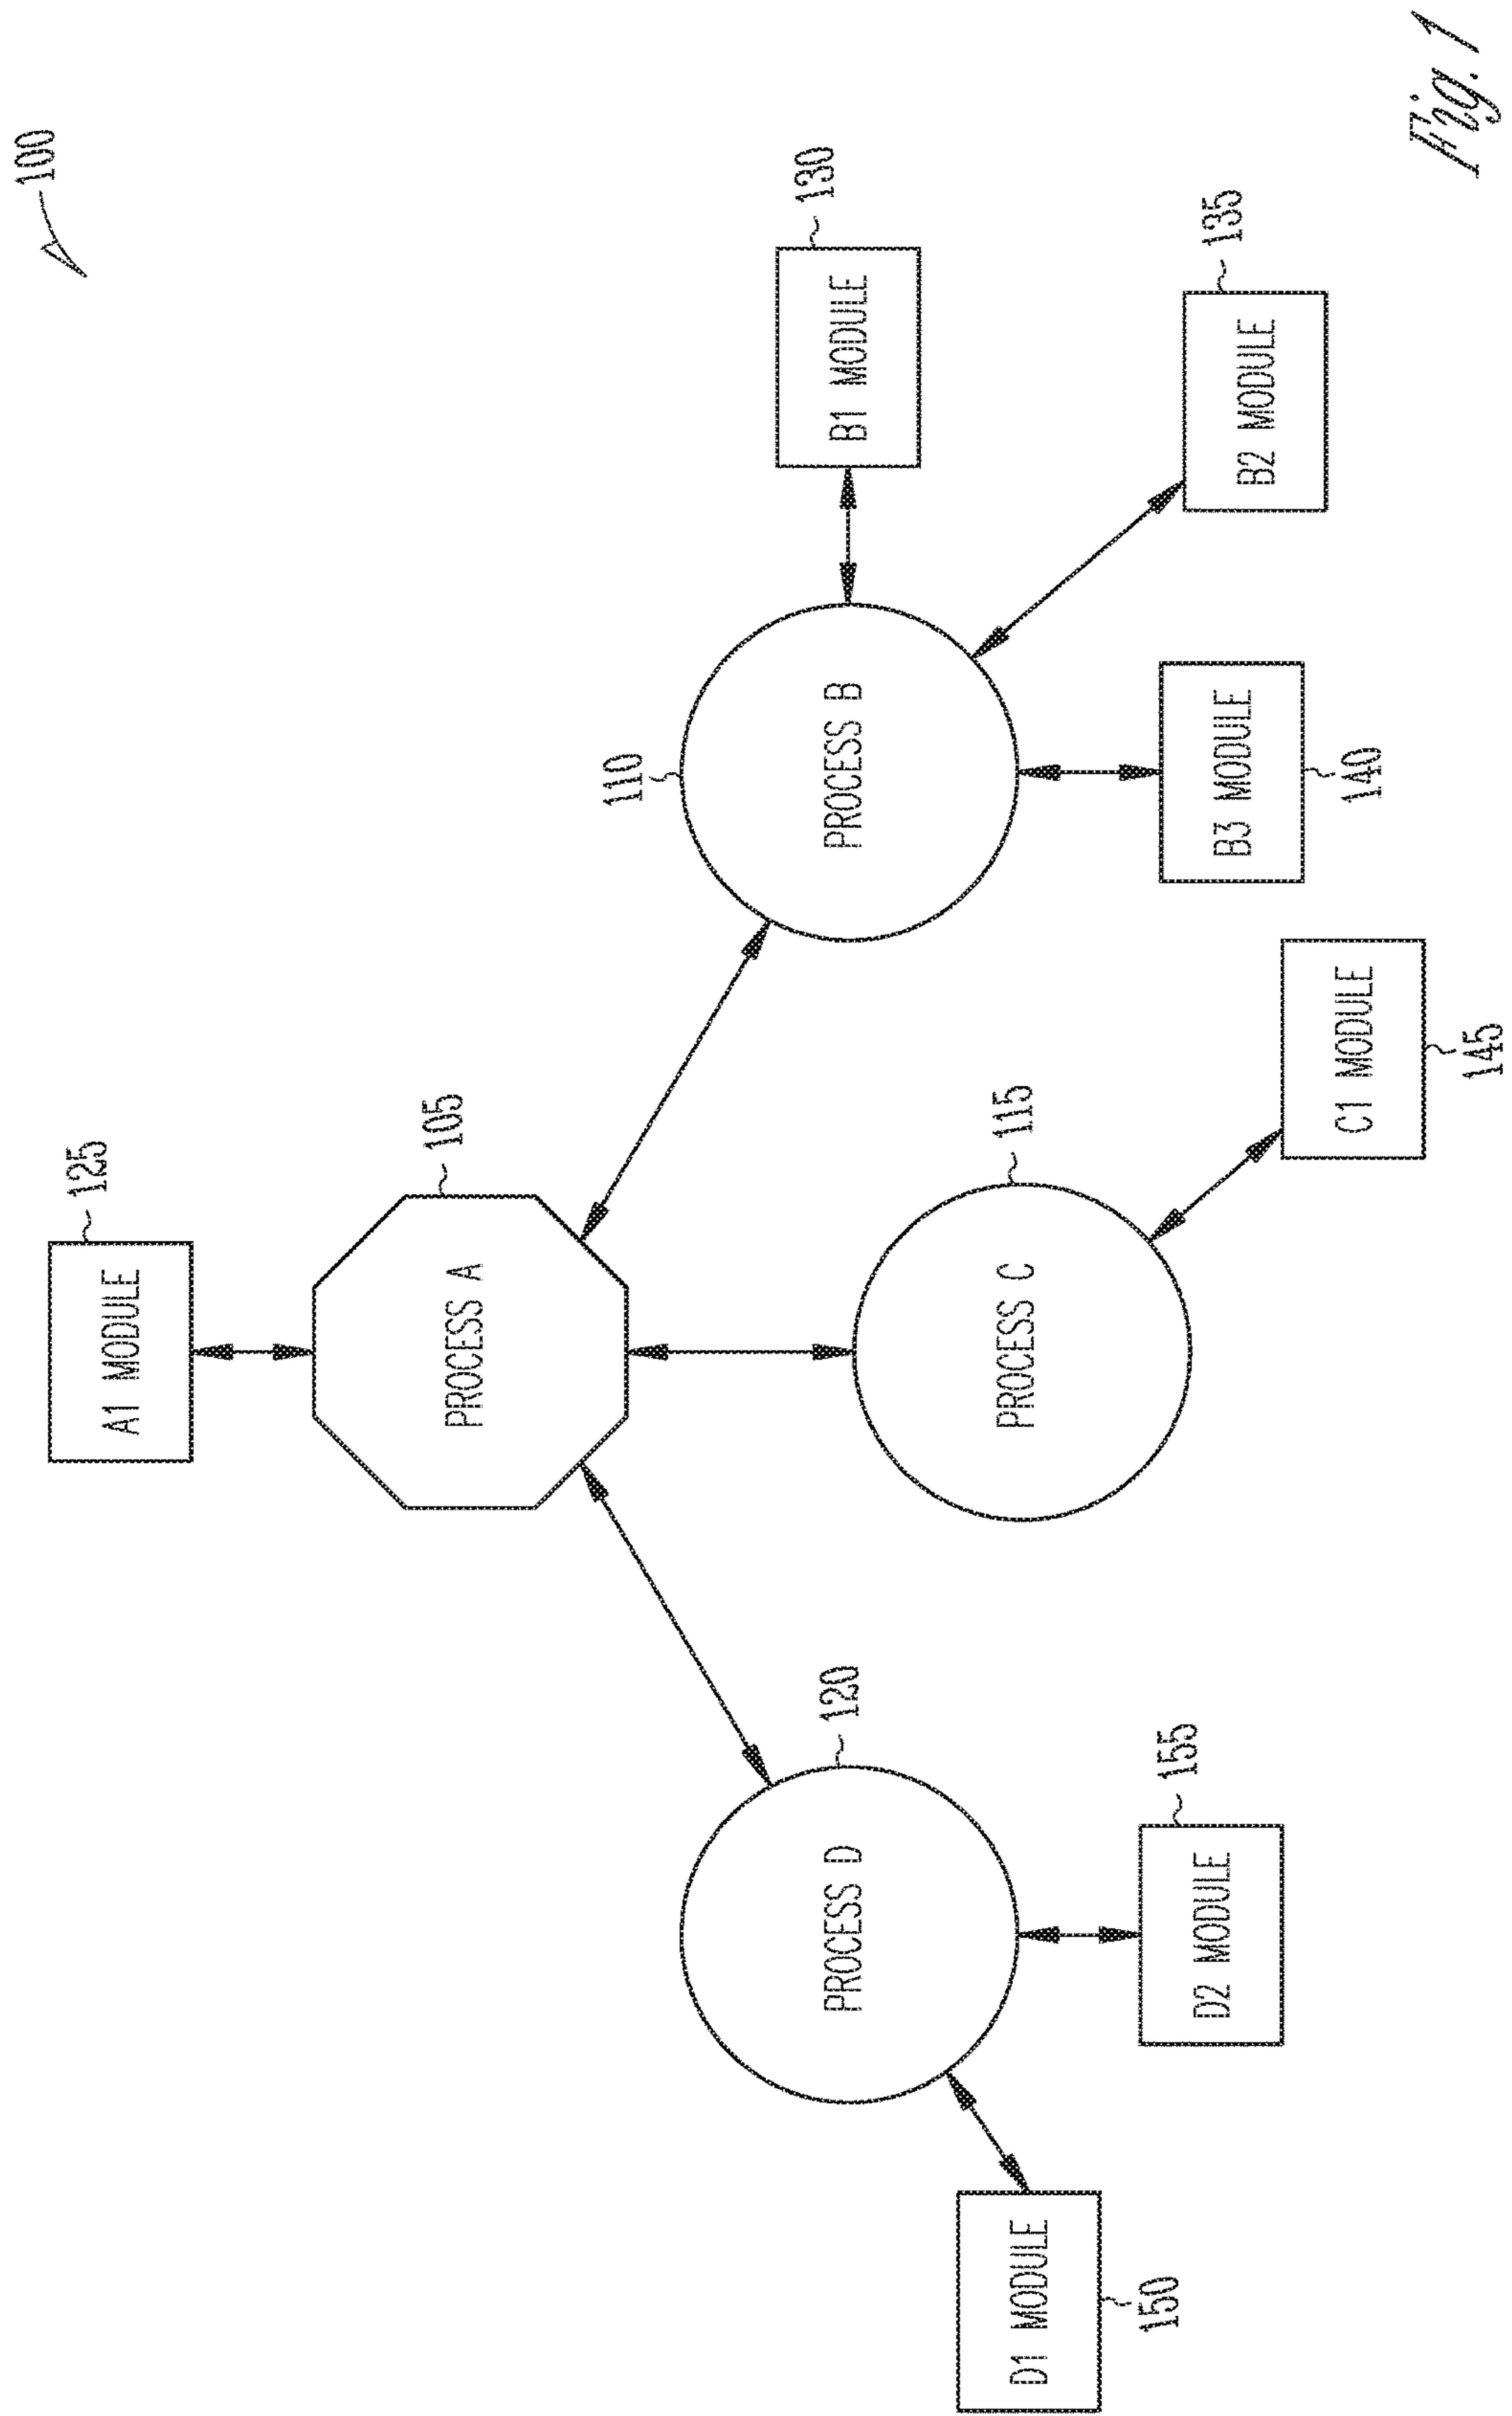 100
A1 MODULE
125
PROCESS A
105
110
PROCESS B
B1 MODULE
130
B2 MODULE
135
B3 MODULE
140
PROCESS C
115
C1 MODULE
145
PROCESS D
120
D1 MODULE
150
D2 MODULE
155
Fig. 1